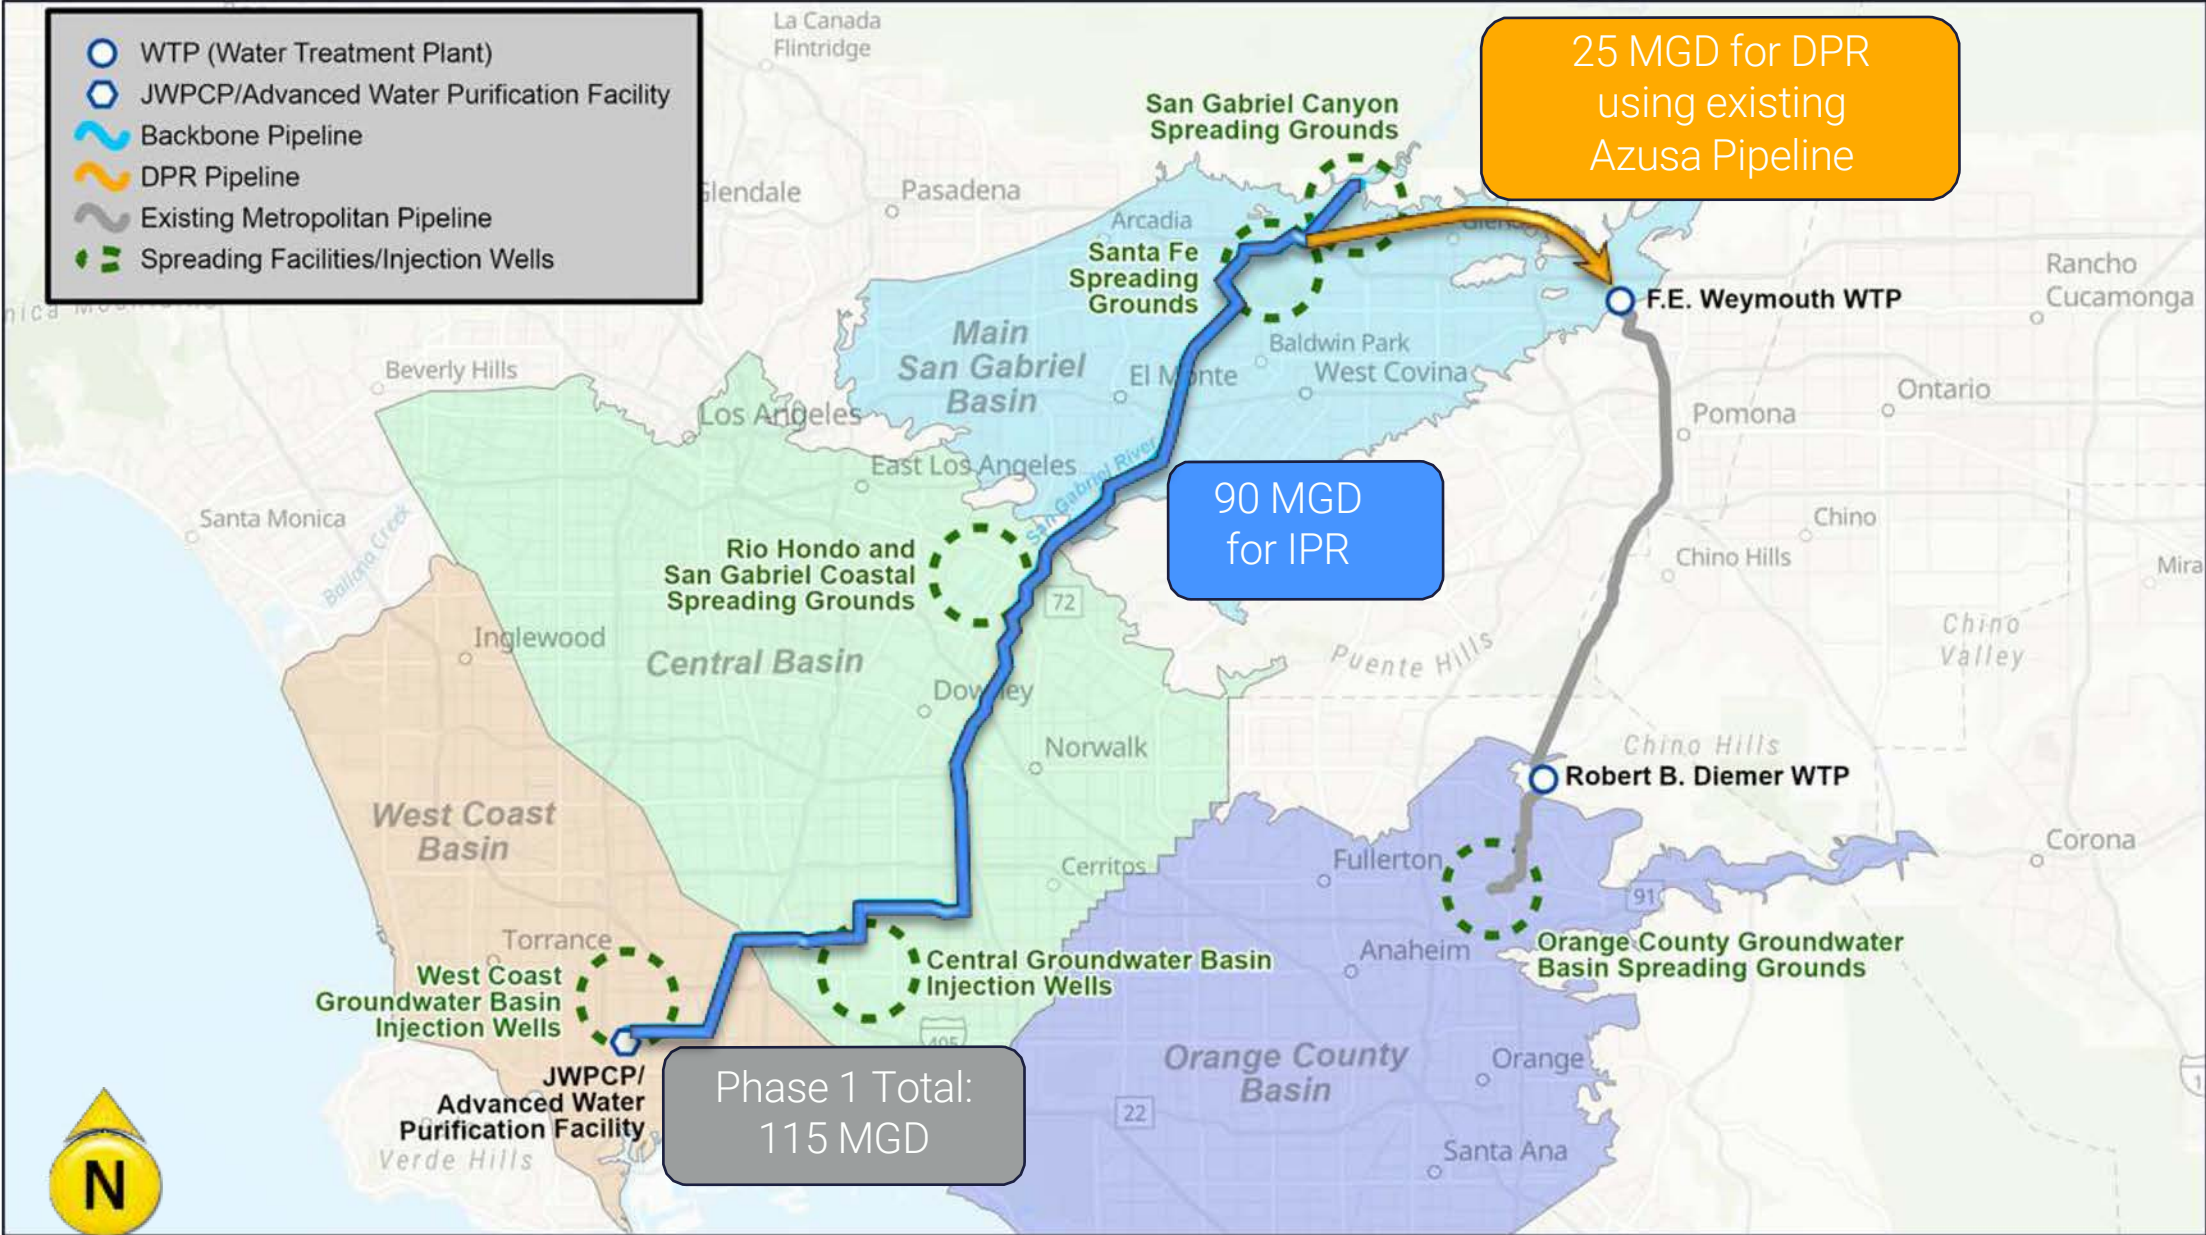 WTP (Water Treatment Plant)
JWPCP/Advanced Water Purification Facility
Backbone Pipeline
DPR Pipeline
Existing Metropolitan Pipeline
Spreading Facilities/Injection Wells
La Canada
Flintridge
25 MGD for DPR
using existing
Azusa Pipeline
San Gabriel Canyon
Spreading Grounds
Glendale
Pasadena
Arcadia
Santa Fe
Spreading
Grounds
F.E. Weymouth WTP
Rancho
Cucamonga
Main
San Gabriel
Basin
Baldwin Park
West Covina
El Monte
Beverly Hills
Los Angeles
East Los Angeles
San Gabriel River
Ontario
Pomona
90 MGD
for IPR
Santa Monica
Ballona Creek
Chino
Chino Hills
Mira
Rio Hondo and
San Gabriel Coastal
Spreading Grounds
72
Inglewood
Central Basin
Puente Hills
Chino
Valley
Downey
Norwalk
Chino Hills
Robert B. Diemer WTP
West Coast
Basin
Cerritos
Fullerton
Corona
91
Torrance
Anaheim
Orange County Groundwater
Basin Spreading Grounds
Central Groundwater Basin
Injection Wells
West Coast
Groundwater Basin
Injection Wells
405
JWPCP/
Advanced Water
Purification Facility
Phase 1 Total:
115 MGD
Orange County
Basin
Orange
22
Santa Ana
Verde Hills
N